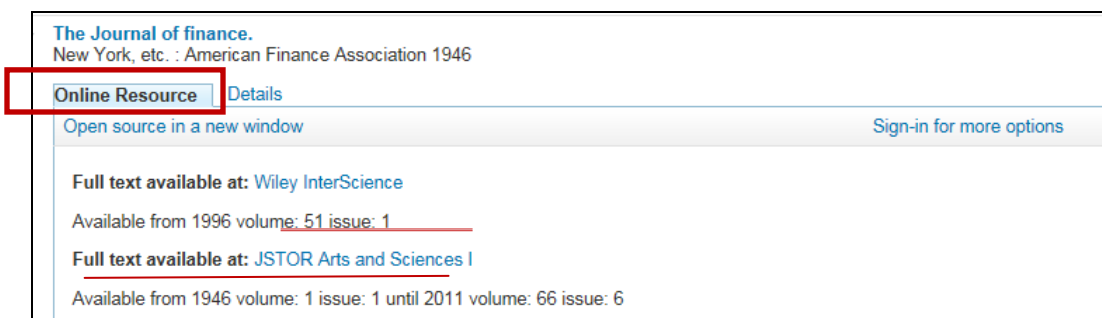 The Journal of finance.
New York, etc. : American Finance Association 1946
Online Resource Details
Open source in a new window Sign-in for more options
Full text available at: Wiley InterScience
Available from 1996 volume: 51 issue: 1
Full text available at: JSTOR Arts and Sciences I
Available from 1946 volume: 1 issue: 1 until 2011 volume: 66 issue: 6